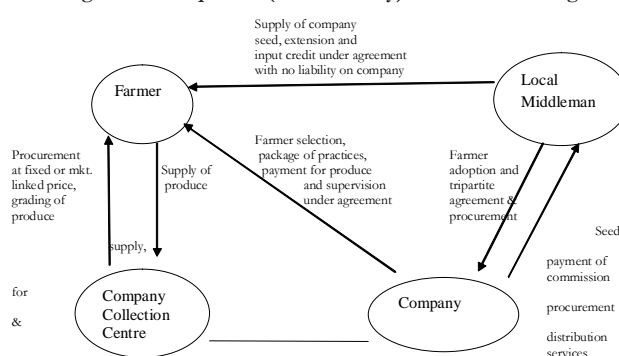 Supply of company
seed, extension and
input credit under agreement
with no liability on company
Farmer
Local
Middleman
Procurement
at fixed or mkt.
linked price,
grading of
produce
Supply of
produce
Farmer selection,
package of practices,
payment for produce
and supervision
under agreement
Farmer
adoption and
tripartite
agreement &
procurement
supply,
for
&
Company
Collection
Centre
Company
Seed
payment of
commission
procurement
distribution
services